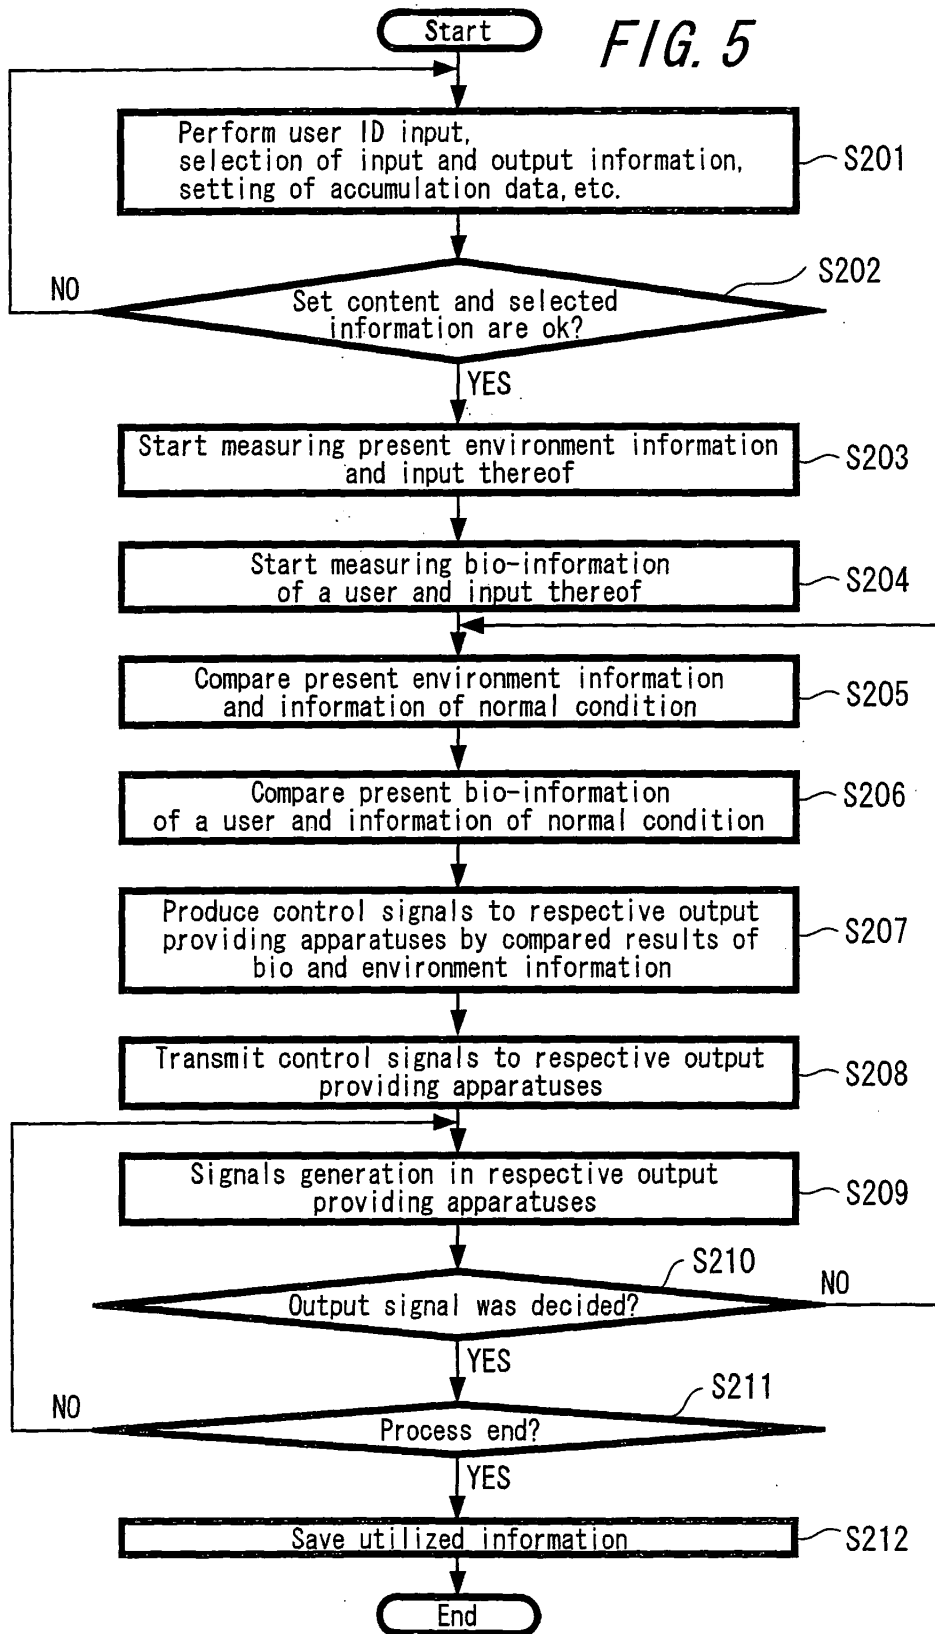 Start
FIG. 5
Perform user ID input,
selection of input and output information,
setting of accumulation data, etc.
S201
NO
S202
Set content and selected
information are ok?
YES
Start measuring present environment information
and input thereof
S203
Start measuring bio-information
of a user and input thereof
S204
Compare present environment information
and information of normal condition
S205
Compare present bio-information
of a user and information of normal condition
S206
Produce control signals to respective output
providing apparatuses by compared results of
bio and environment information
S207
Transmit control signals to respective output
providing apparatuses
S208
Signals generation in respective output
providing apparatuses
S209
S210
NO
Output signal was decided?
YES
S211
NO
Process end?
YES
Save utilized information
S212
End